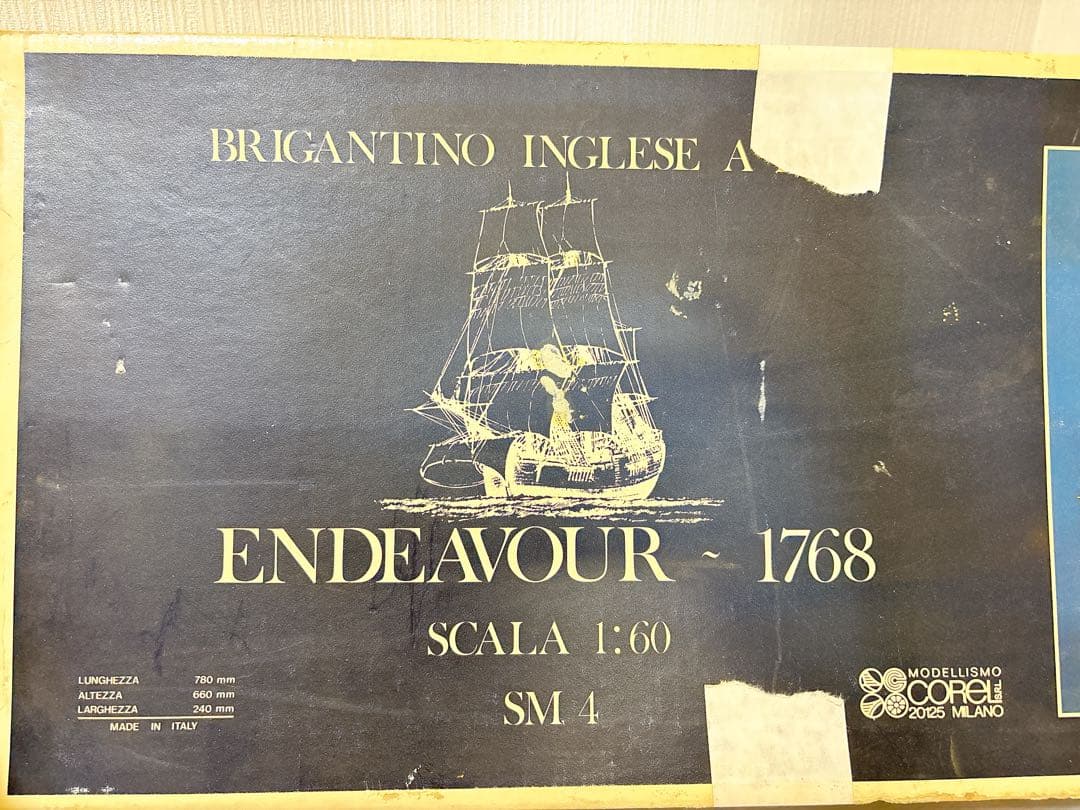 BRIGANTINO INGLESE A
ENDEAVOUR ~ 1768
SCALA 1:60
SM 4
LUNGHEZZA 780 mm
ALTEZZA 660 mm
LARGHEZZA 240 mm
MADE IN ITALY
MODELLISMO
COREL S.R.L.
20125 MILANO